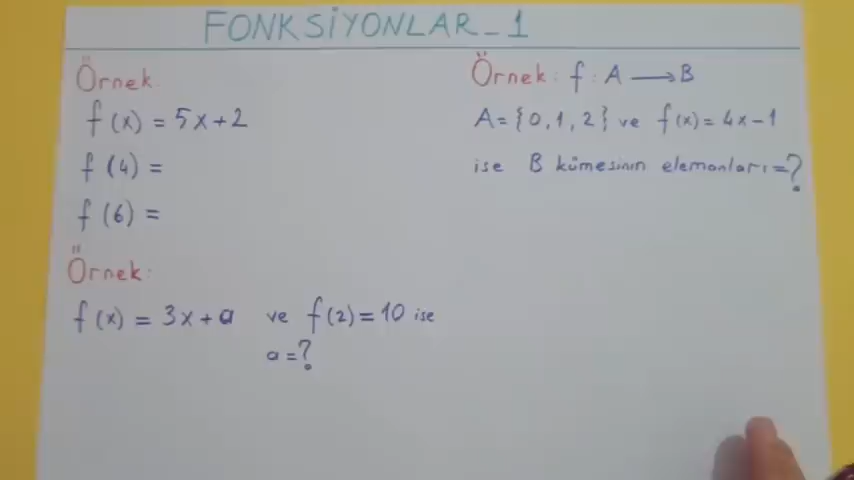 FONKSİYONLAR_1
Örnek:
f(x) = 5x+2
f(4) =
f(6) =
Örnek:
f(x) = 3x+a ve f(2)=10 ise
a=?
Örnek: f: A → B
A={0,1,2} ve f(x)=4x-1
ise B kümesinin elemanları=?